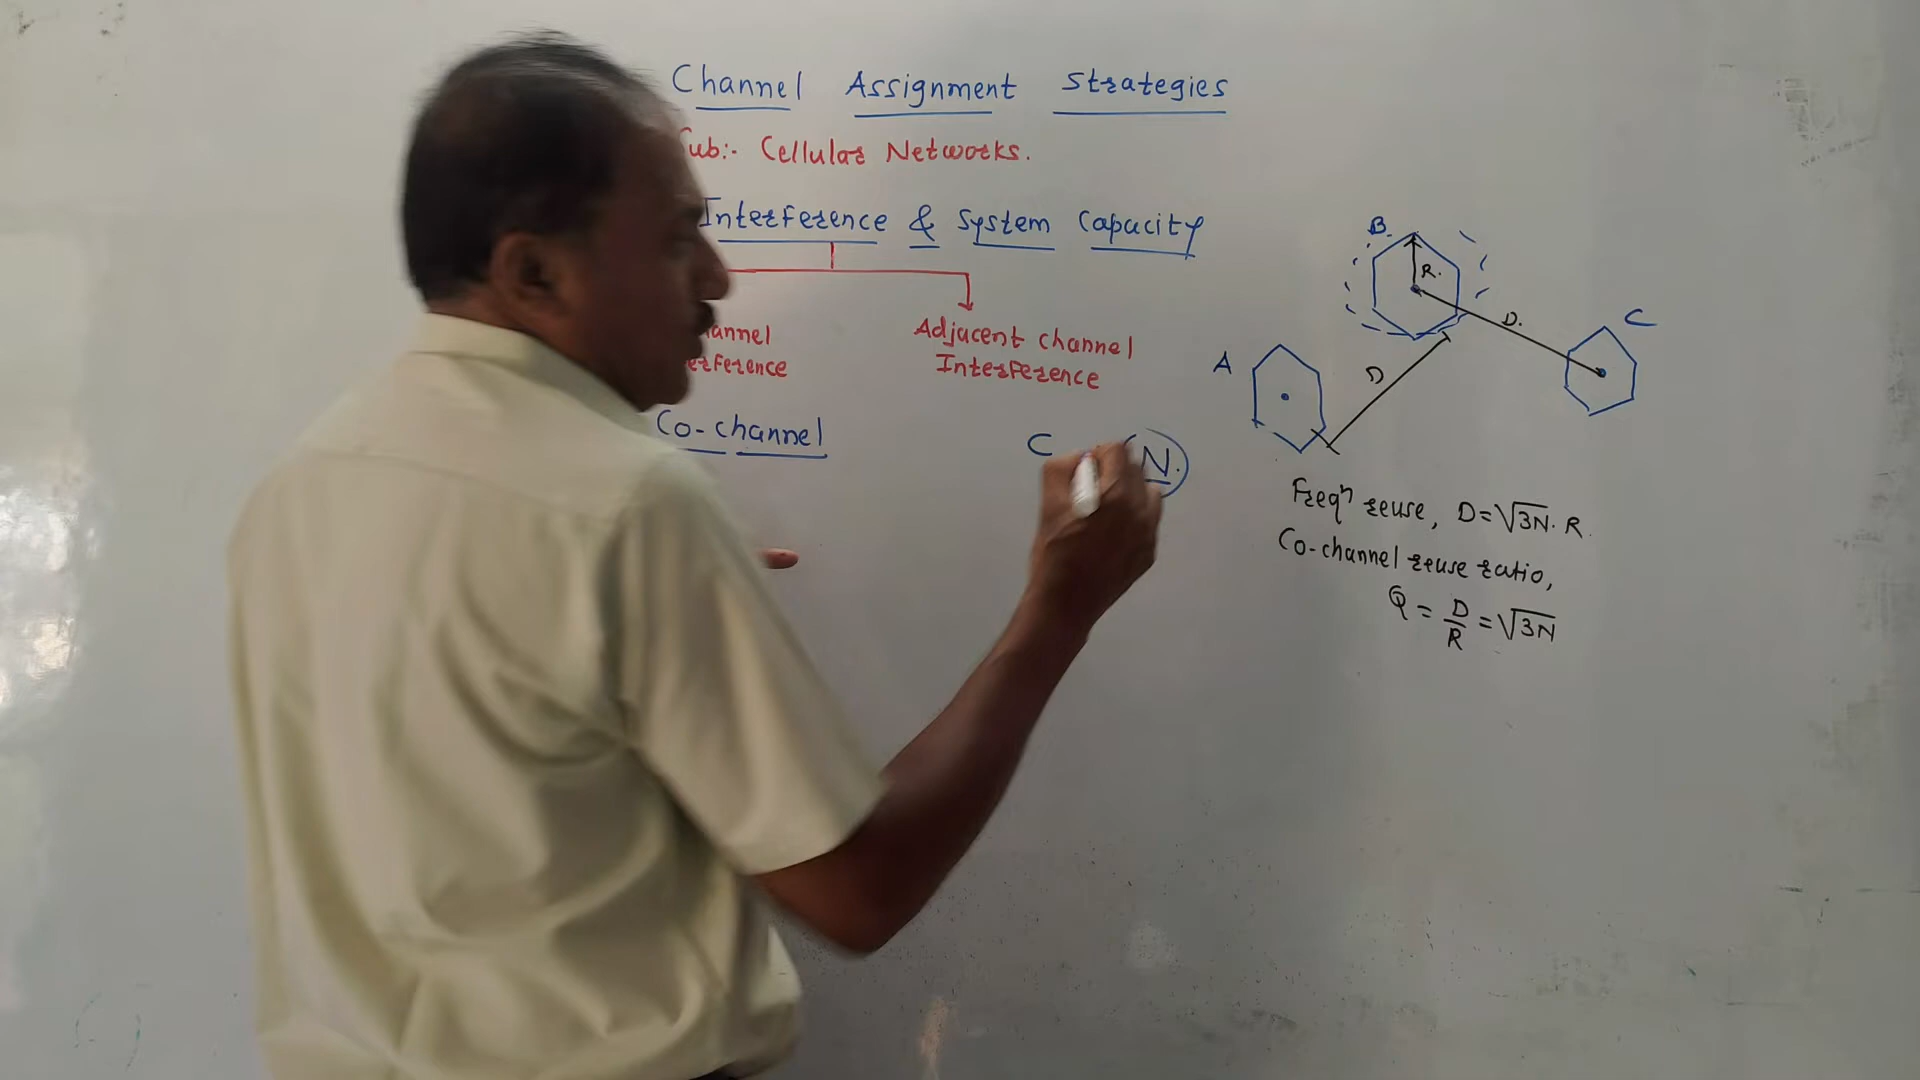 Channel Assignment Strategies
Sub:- Cellular Networks.
Interference & System Capacity
Adjacent channel
Interference
Co-channel
C N.
B.
R.
D.
C
A
D
Freqⁿ reuse, D=√3N. R.
Co-channel reuse ratio,
Q = D/R = √3N